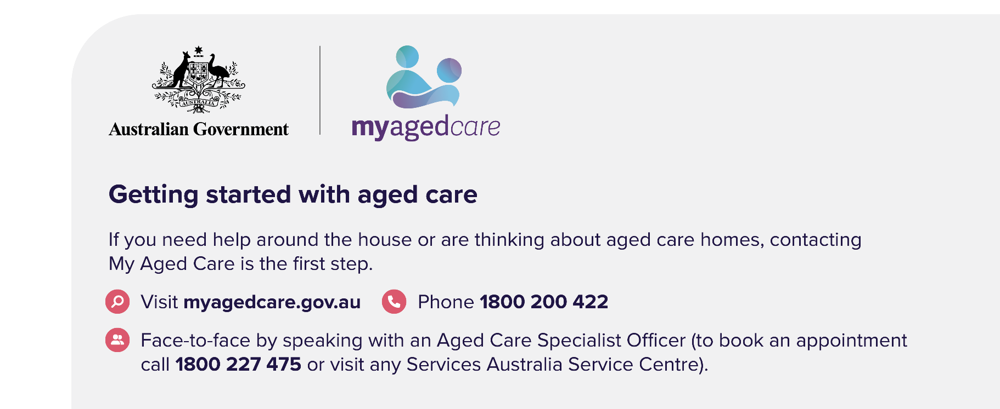 AUSTRALIA
Australian Government
myagedcare
Getting started with aged care
If you need help around the house or are thinking about aged care homes, contacting
My Aged Care is the first step.
Visit myagedcare.gov.au Phone 1800 200 422
Face-to-face by speaking with an Aged Care Specialist Officer (to book an appointment
call 1800 227 475 or visit any Services Australia Service Centre).